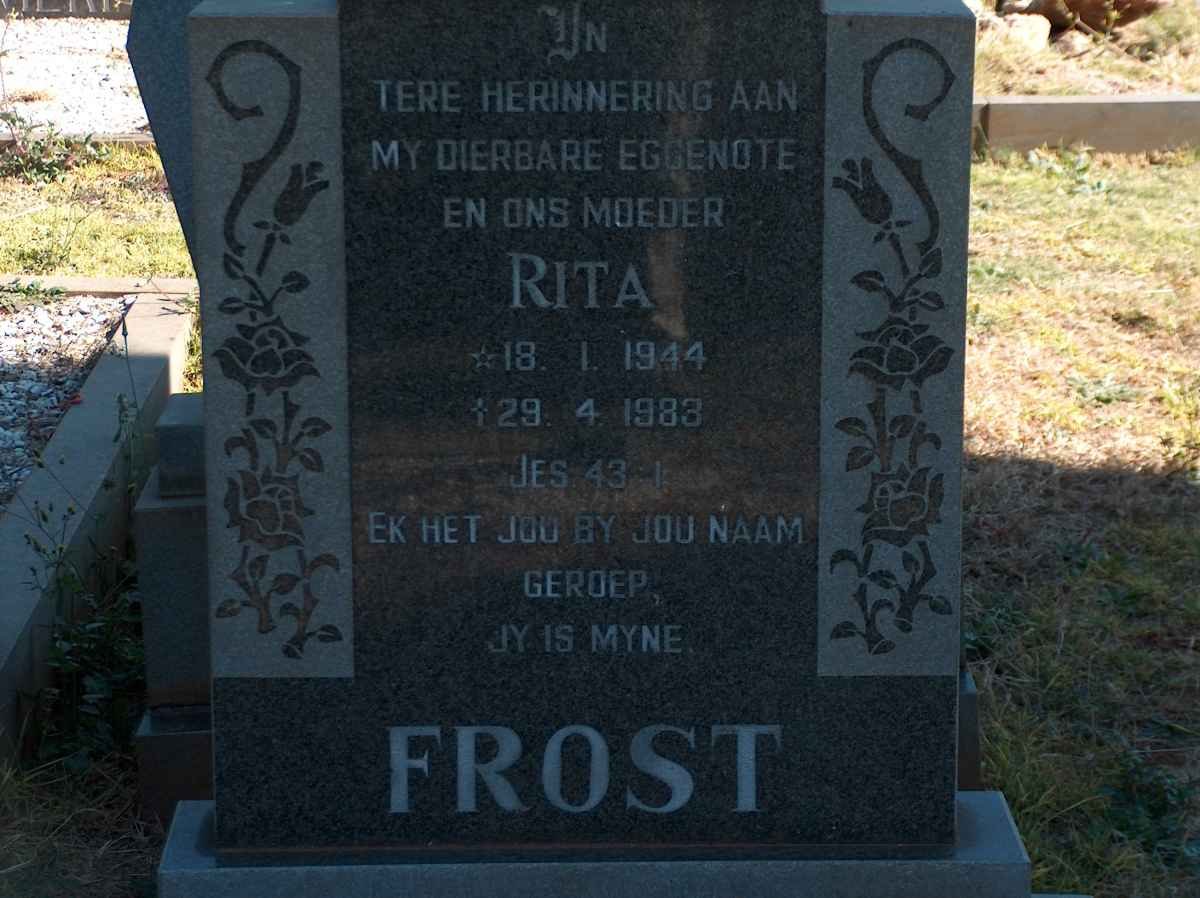 In
TERE HERINNERING AAN
MY DIERBARE EGGENOTE
EN ONS MOEDER
RITA
☆18. 1. 1944
†29. 4. 1983
JES 43 1
EK HET JOU BY JOU NAAM
GEROEP,
JY IS MYNE.
FROST